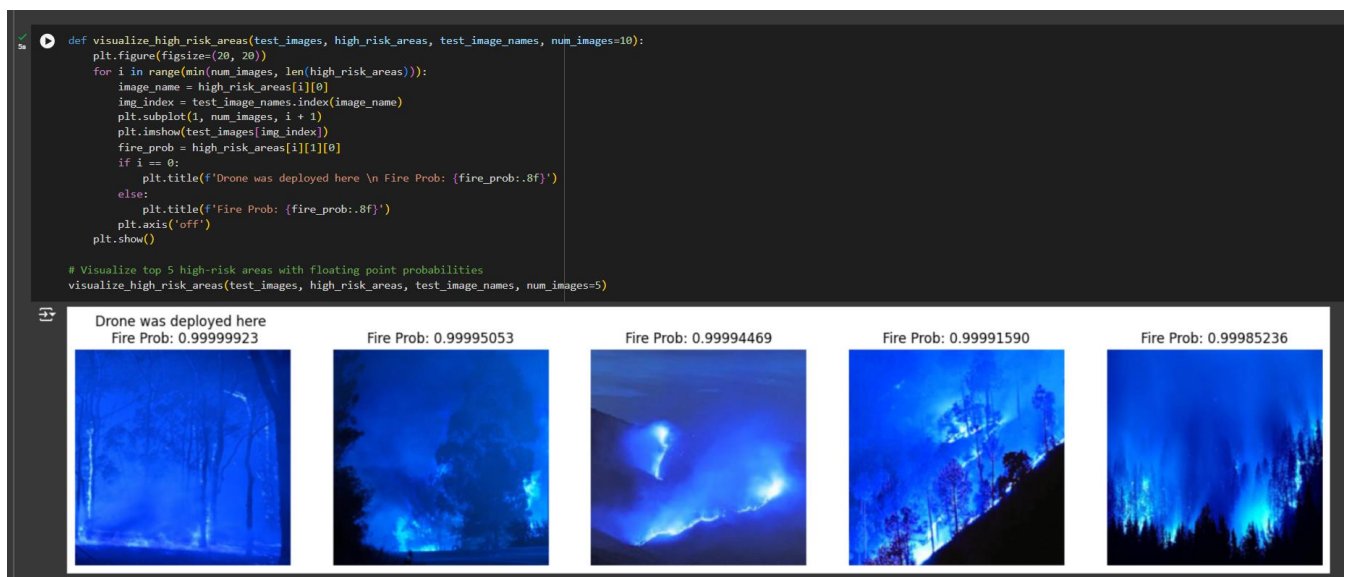 5s
def visualize_high_risk_areas(test_images, high_risk_areas, test_image_names, num_images=10):
    plt.figure(figsize=(20, 20))
    for i in range(min(num_images, len(high_risk_areas))):
        image_name = high_risk_areas[i][0]
        img_index = test_image_names.index(image_name)
        plt.subplot(1, num_images, i + 1)
        plt.imshow(test_images[img_index])
        fire_prob = high_risk_areas[i][1][0]
        if i == 0:
            plt.title(f'Drone was deployed here \n Fire Prob: {fire_prob:.8f}')
        else:
            plt.title(f'Fire Prob: {fire_prob:.8f}')
        plt.axis('off')
    plt.show()
# Visualize top 5 high-risk areas with floating point probabilities
visualize_high_risk_areas(test_images, high_risk_areas, test_image_names, num_images=5)
Drone was deployed here
Fire Prob: 0.99999923
Fire Prob: 0.99995053
Fire Prob: 0.99994469
Fire Prob: 0.99991590
Fire Prob: 0.99985236